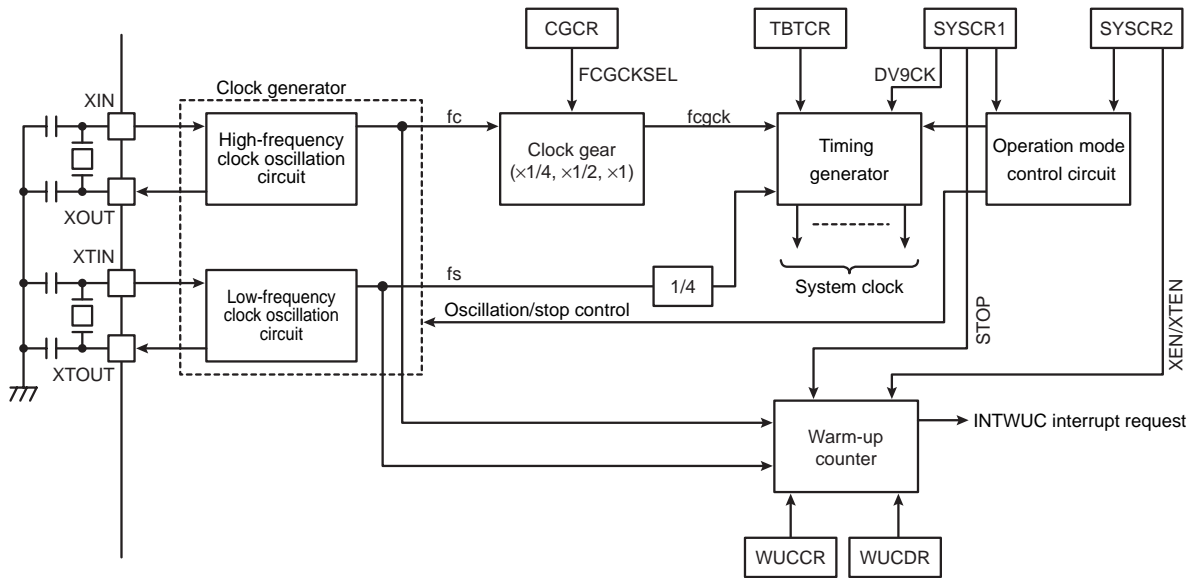 CGCR
TBTCR
SYSCR1
SYSCR2
FCGCKSEL
DV9CK
Clock generator
XIN
XOUT
High-frequency
clock oscillation
circuit
fc
Clock gear
(×1/4, ×1/2, ×1)
fcgck
Timing
generator
Operation mode
control circuit
XTIN
XTOUT
Low-frequency
clock oscillation
circuit
fs
1/4
System clock
Oscillation/stop control
STOP
XEN/XTEN
Warm-up
counter
INTWUC interrupt request
WUCCR
WUCDR